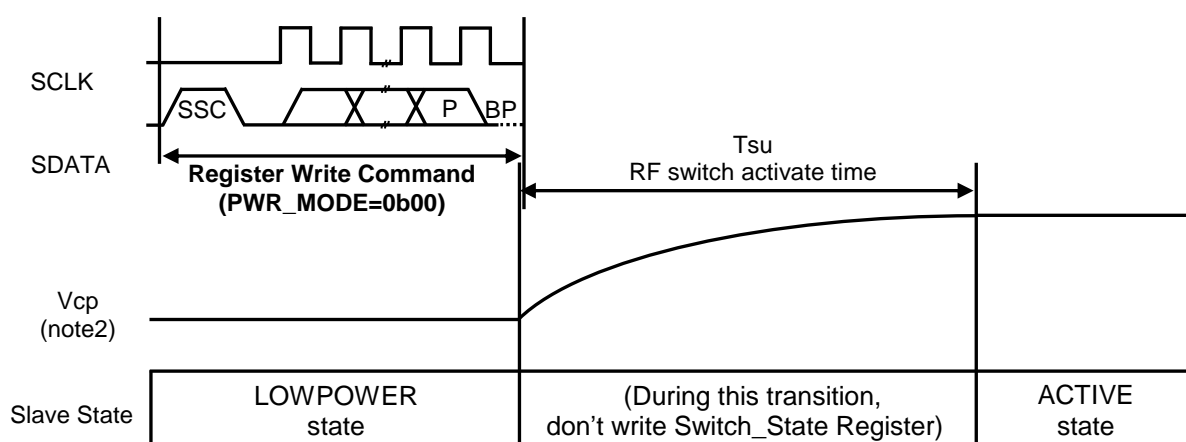 SCLK
SSC
P
BP
SDATA
Register Write Command
(PWR_MODE=0b00)
Tsu
RF switch activate time
Vcp
(note2)
Slave State
LOWPOWER
state
(During this transition,
don't write Switch_State Register)
ACTIVE
state